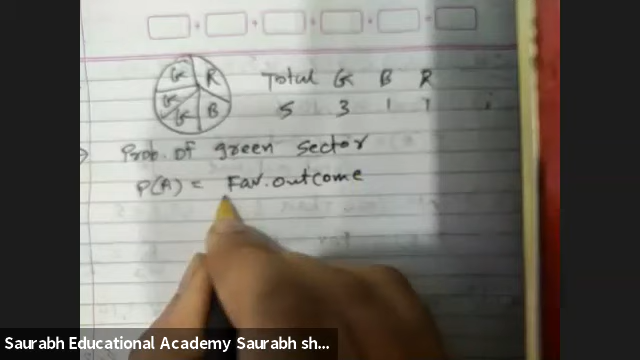 G R Total G B R
G G B 5 3 1 1
Prob. of green sector
P(A) = Fav. outcome
Saurabh Educational Academy Saurabh sh...